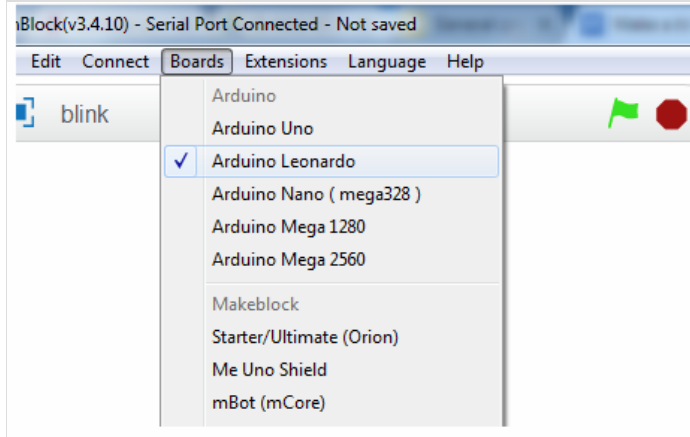 nBlock(v3.4.10) - Serial Port Connected - Not saved
Edit Connect Boards Extensions Language Help
blink
Arduino
Arduino Uno
✓ Arduino Leonardo
Arduino Nano ( mega328 )
Arduino Mega 1280
Arduino Mega 2560
Makeblock
Starter/Ultimate (Orion)
Me Uno Shield
mBot (mCore)